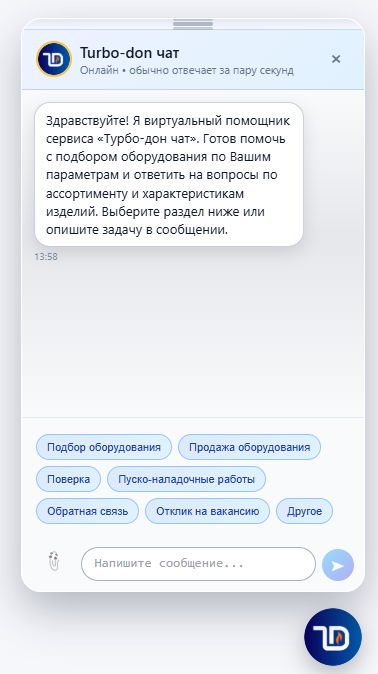 Turbo-don чат
Онлайн • обычно отвечает за пару секунд
×
Здравствуйте! Я виртуальный помощник
сервиса «Турбо-дон чат». Готов помочь
с подбором оборудования по Вашим
параметрам и ответить на вопросы по
ассортименту и характеристикам
изделий. Выберите раздел ниже или
опишите задачу в сообщении.
13:58
Подбор оборудования Продажа оборудования
Поверка Пуско-наладочные работы
Обратная связь Отклик на вакансию Другое
Напишите сообщение...